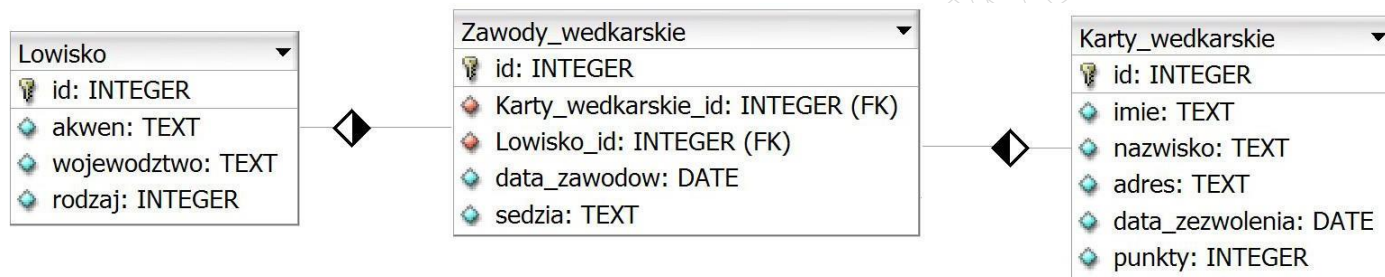 Lowisko
id: INTEGER
akwen: TEXT
wojewodztwo: TEXT
rodzaj: INTEGER
Zawody_wedkarskie
id: INTEGER
Karty_wedkarskie_id: INTEGER (FK)
Lowisko_id: INTEGER (FK)
data_zawodow: DATE
sedzia: TEXT
Karty_wedkarskie
id: INTEGER
imie: TEXT
nazwisko: TEXT
adres: TEXT
data_zezwolenia: DATE
punkty: INTEGER